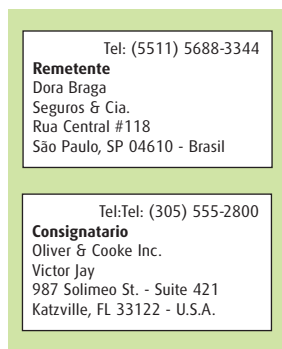 Tel: (5511) 5688-3344
Remetente
Dora Braga
Seguros & Cia.
Rua Central #118
São Paulo, SP 04610 - Brasil
Tel:Tel: (305) 555-2800
Consignatario
Oliver & Cooke Inc.
Victor Jay
987 Solimeo St. - Suite 421
Katzville, FL 33122 - U.S.A.